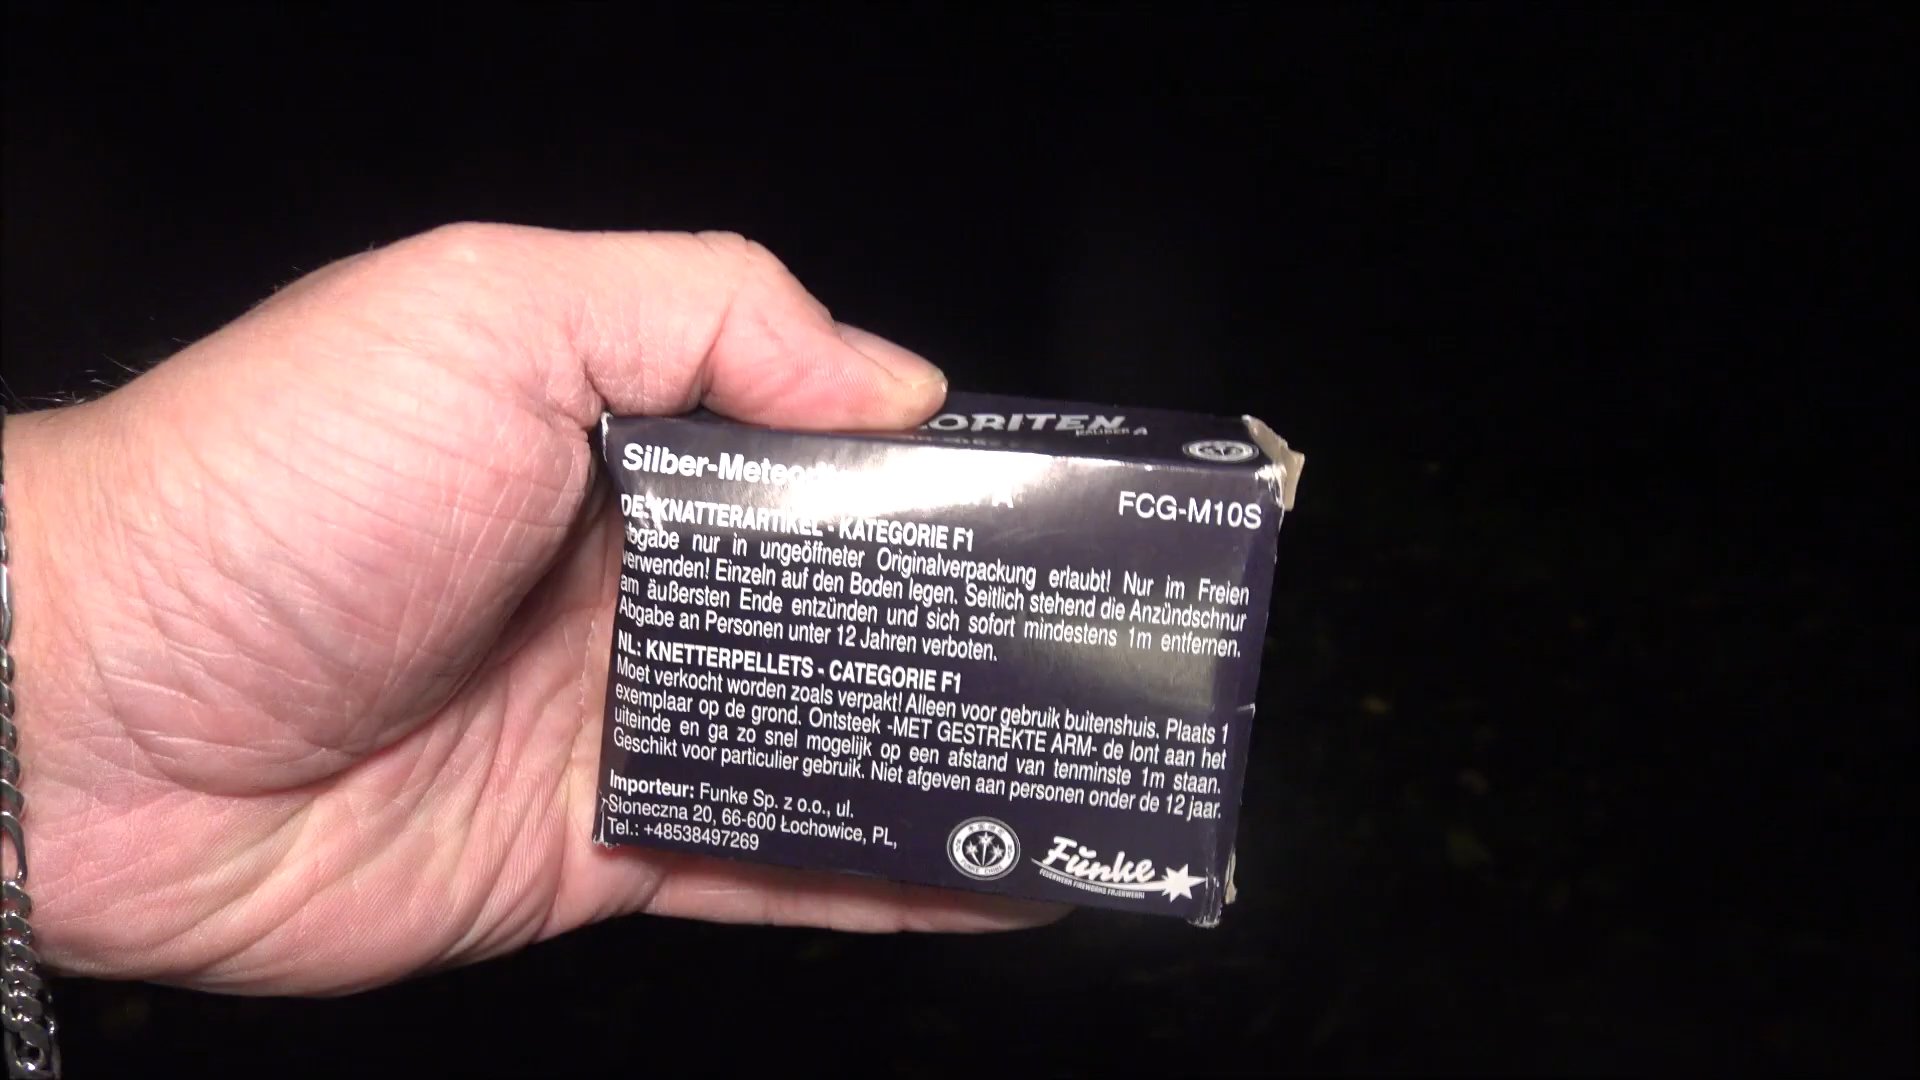 ORITEN
KALIBER A
Silber-Mete
A
FCG-M10S
DE: KNATTERARTIKEL - KATEGORIE F1
Abgabe nur in ungeöffneter Originalverpackung erlaubt! Nur im Freien
verwenden! Einzeln auf den Boden legen. Seitlich stehend die Anzündschnur
am äußersten Ende entzünden und sich sofort mindestens 1m entfernen.
Abgabe an Personen unter 12 Jahren verboten.
NL: KNETTERPELLETS - CATEGORIE F1
Moet verkocht worden zoals verpakt! Alleen voor gebruik buitenshuis. Plaats 1
exemplaar op de grond. Ontsteek -MET GESTREKTE ARM- de lont aan het
uiteinde en ga zo snel mogelijk op een afstand van tenminste 1m staan.
Geschikt voor particulier gebruik. Niet afgeven aan personen onder de 12 jaar.
Importeur: Funke Sp. z o.o., ul.
Słoneczna 20, 66-600 Łochowice, PL,
Tel.: +48538497269
Funke
FEUERWERK FIREWORKS FAJERWERKI